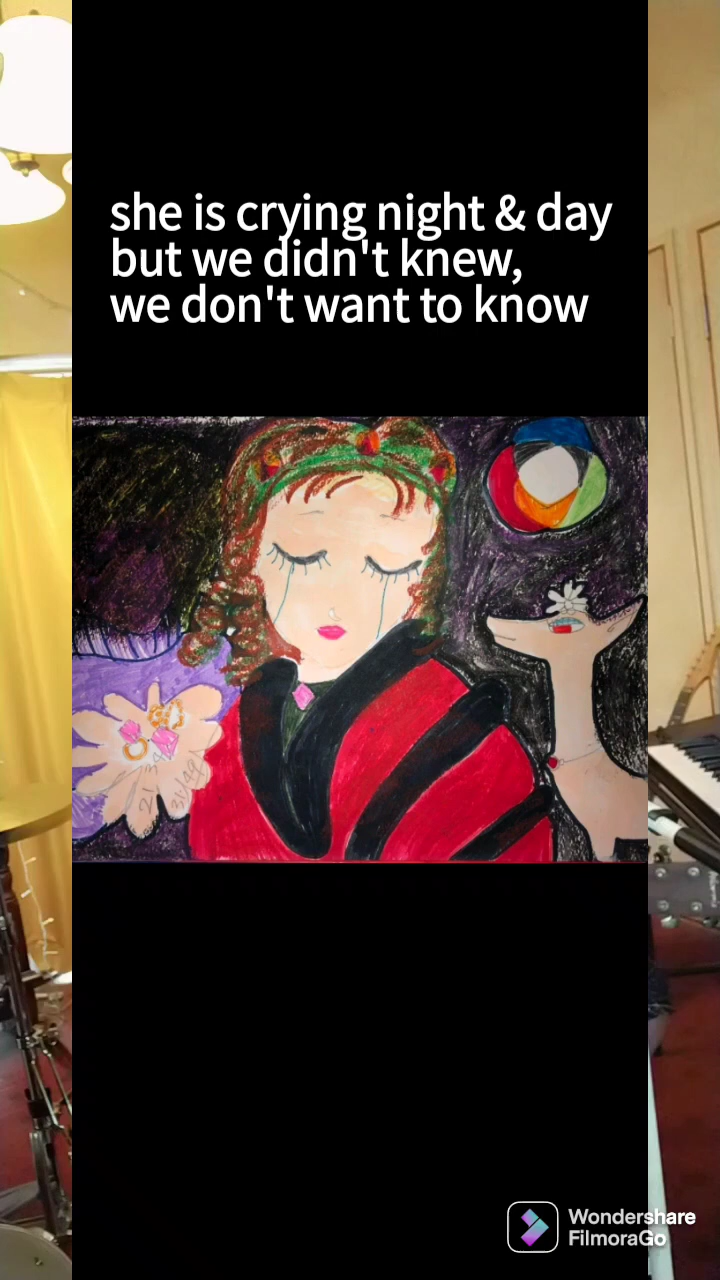 she is crying night & day
but we didn't knew,
we don't want to know
Wondershare
FilmoraGo